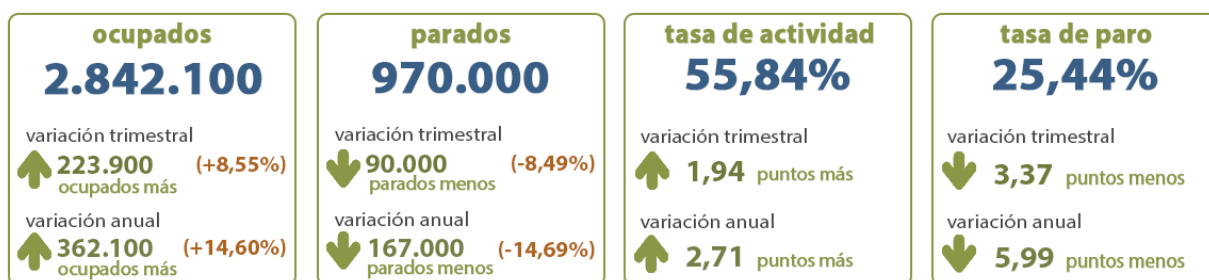 ocupados
2.842.100
variación trimestral
223.900 (+8,55%)
ocupados más
variación anual
362.100 (+14,60%)
ocupados más
parados
970.000
variación trimestral
90.000 (-8,49%)
parados menos
variación anual
167.000 (-14,69%)
parados menos
tasa de actividad
55,84%
variación trimestral
1,94 puntos más
variación anual
2,71 puntos más
tasa de paro
25,44%
variación trimestral
3,37 puntos menos
variación anual
5,99 puntos menos